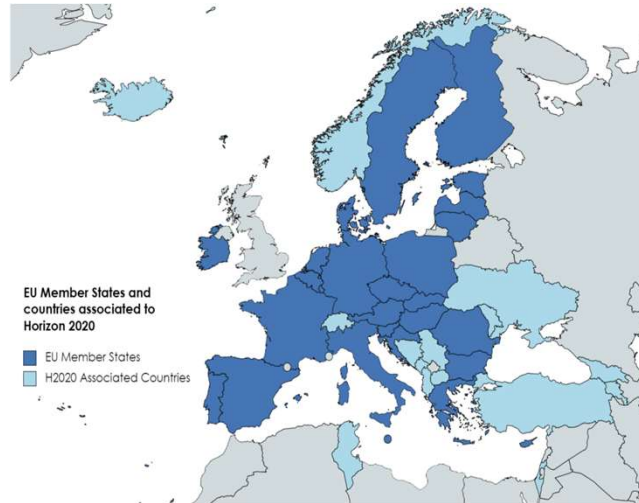 EU Member States and
countries associated to
Horizon 2020
EU Member States
H2020 Associated Countries